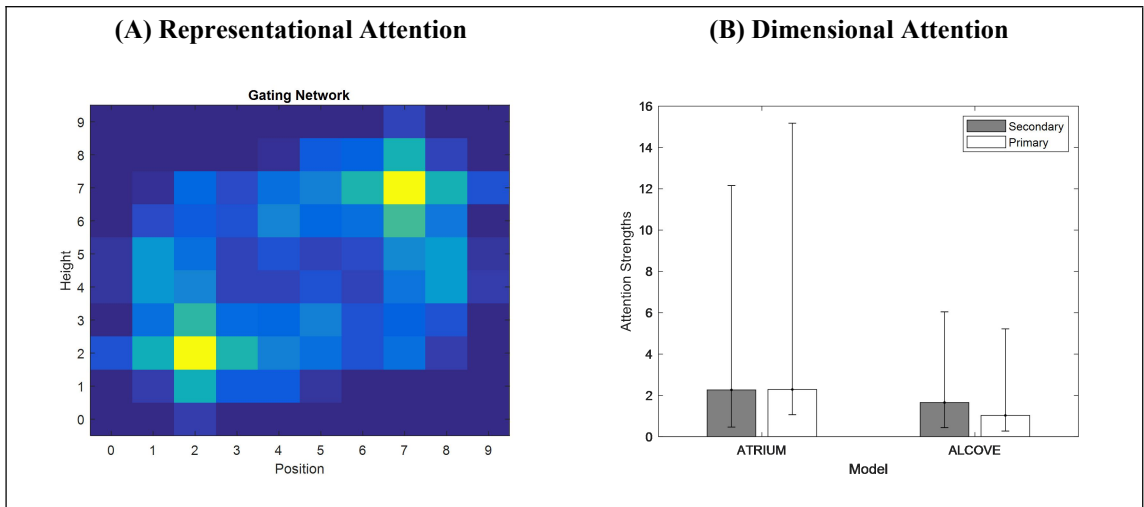 (A) Representational Attention
Gating Network
9
8
7
6
5
4
3
2
1
0
Height
0 1 2 3 4 5 6 7 8 9
Position
(B) Dimensional Attention
16
14
12
10
8
6
4
2
0
Attention Strengths
Secondary
Primary
ATRIUM ALCOVE
Model